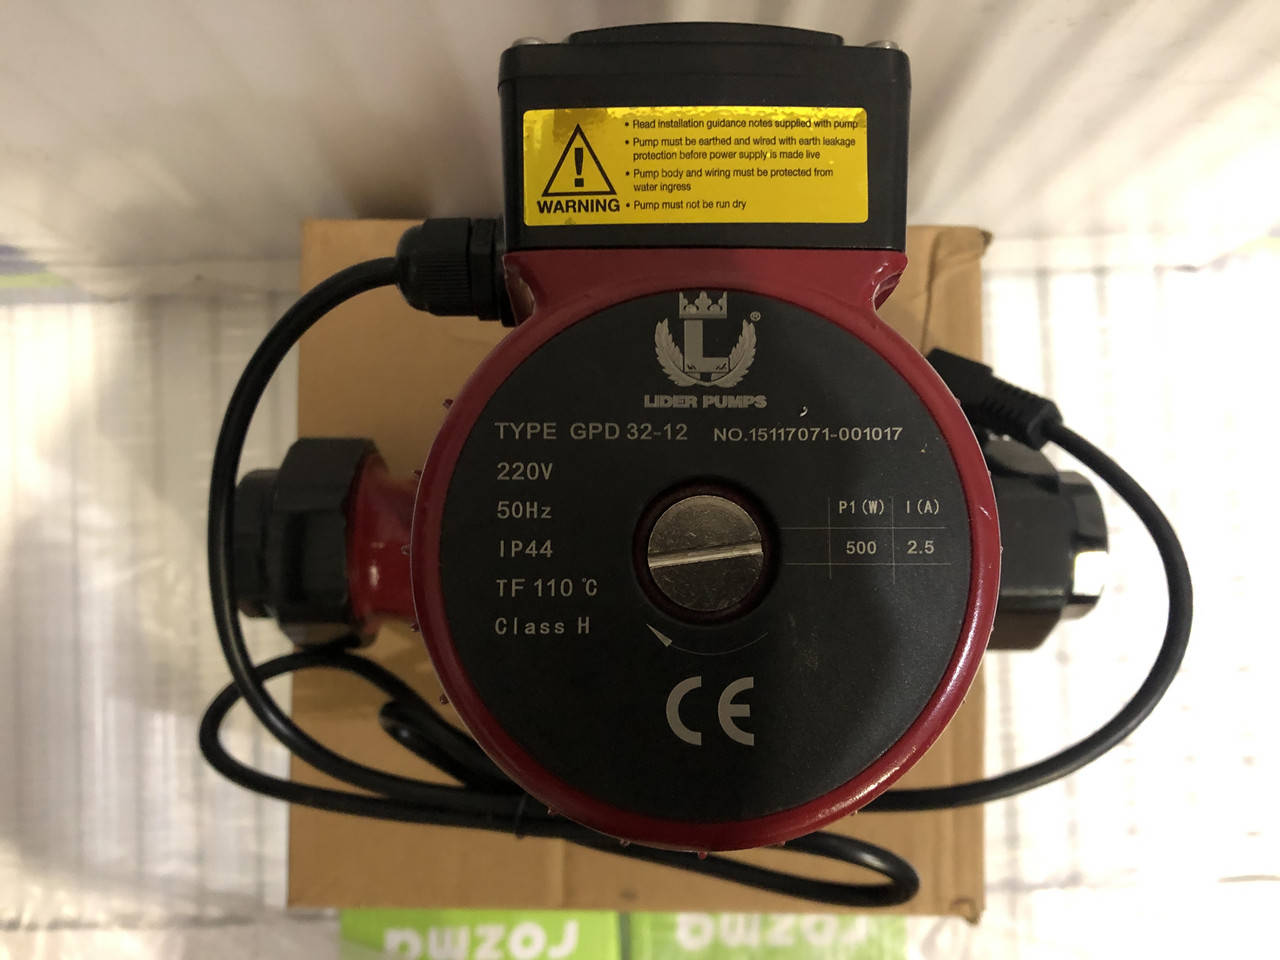 • Read installation guidance notes supplied with pump
• Pump must be earthed and wired with earth leakage
protection before power supply is made live
• Pump body and wiring must be protected from
water ingress
WARNING • Pump must not be run dry
L ®
LIDER PUMPS
TYPE GPD 32-12 NO.15117071-001017
220V
50Hz P1(W) I(A)
IP44 500 2.5
TF 110 ℃
Class H
CE
rozma rozma